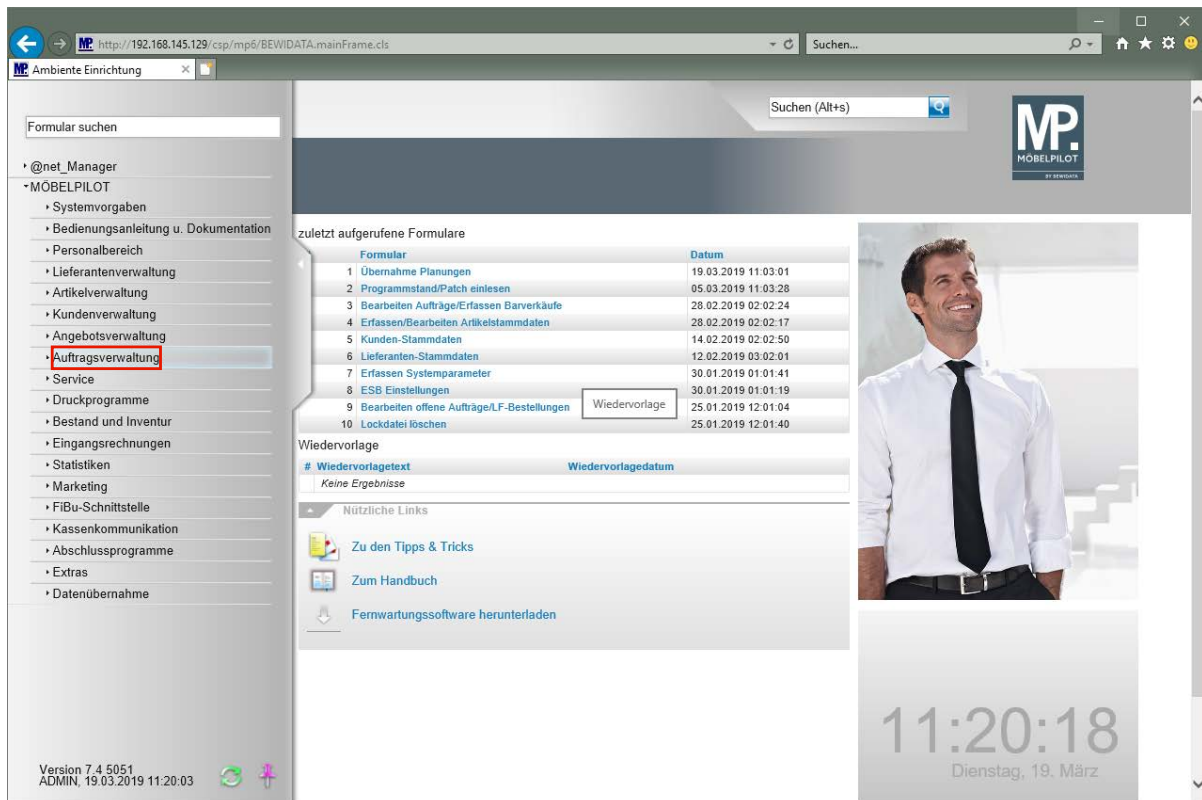 http://192.168.145.129/csp/mp6/BEWIDATA.mainFrame.cls
Suchen...
MP. Ambiente Einrichtung
Formular suchen
@net_Manager
MÖBELPILOT
Systemvorgaben
Bedienungsanleitung u. Dokumentation
Personalbereich
Lieferantenverwaltung
Artikelverwaltung
Kundenverwaltung
Angebotsverwaltung
Auftragsverwaltung
Service
Druckprogramme
Bestand und Inventur
Eingangsrechnungen
Statistiken
Marketing
FiBu-Schnittstelle
Kassenkommunikation
Abschlussprogramme
Extras
Datenübernahme
Version 7.4 5051
ADMIN, 19.03.2019 11:20:03
Suchen (Alt+s)
MP.
MÖBELPILOT
BY BEWIDATA
zuletzt aufgerufene Formulare
Formular Datum
1 Übernahme Planungen 19.03.2019 11:03:01
2 Programmstand/Patch einlesen 05.03.2019 11:03:28
3 Bearbeiten Aufträge/Erfassen Barverkäufe 28.02.2019 02:02:24
4 Erfassen/Bearbeiten Artikelstammdaten 28.02.2019 02:02:17
5 Kunden-Stammdaten 14.02.2019 02:02:50
6 Lieferanten-Stammdaten 12.02.2019 03:02:01
7 Erfassen Systemparameter 30.01.2019 01:01:41
8 ESB Einstellungen 30.01.2019 01:01:19
9 Bearbeiten offene Aufträge/LF-Bestellungen 25.01.2019 12:01:04
10 Lockdatei löschen 25.01.2019 12:01:40
Wiedervorlage
Wiedervorlage
# Wiedervorlagetext Wiedervorlagedatum
Keine Ergebnisse
Nützliche Links
Zu den Tipps & Tricks
Zum Handbuch
Fernwartungssoftware herunterladen
11:20:18
Dienstag, 19. März